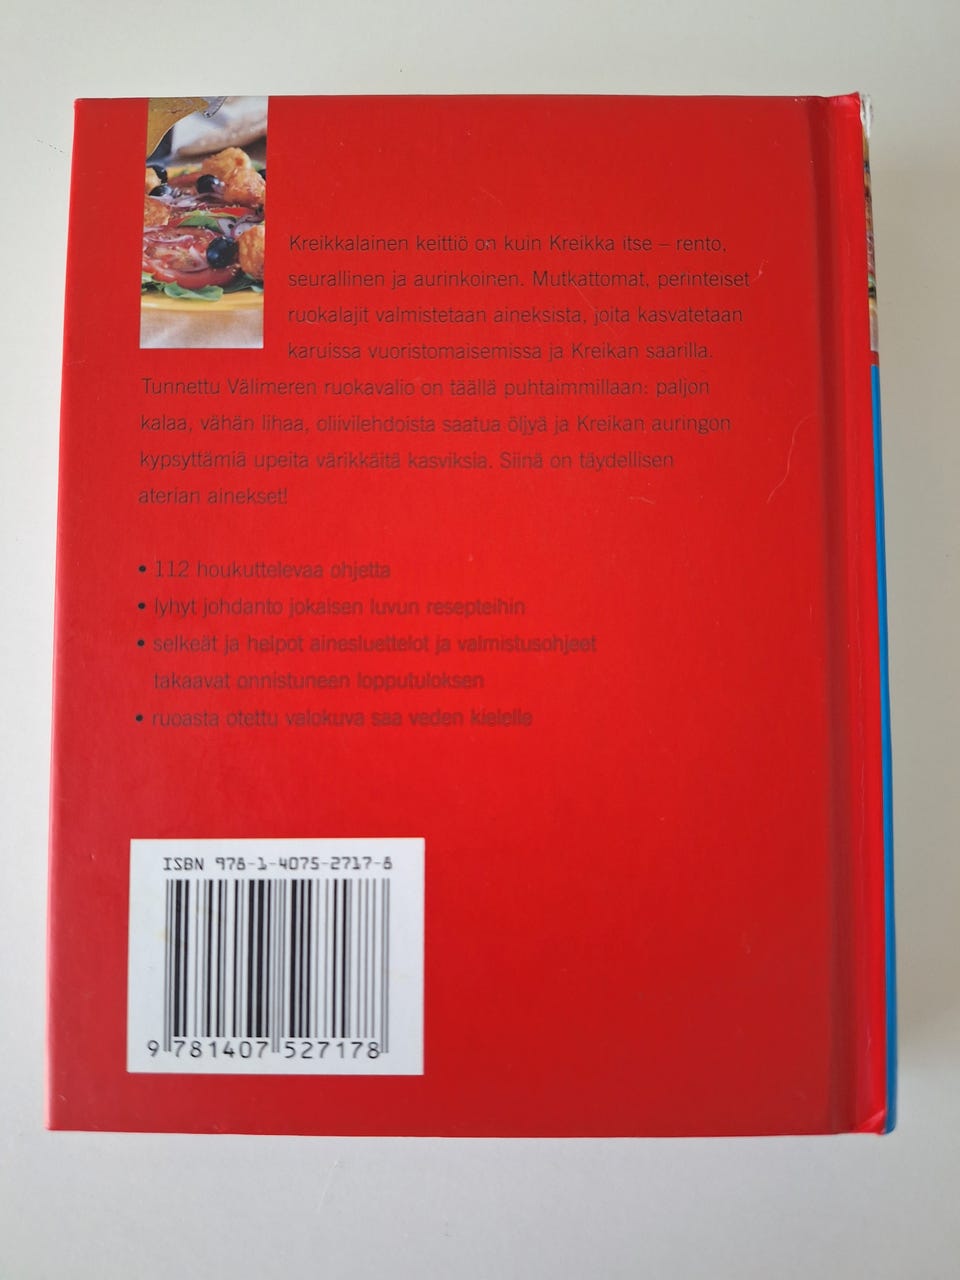 Kreikkalainen keittiö on kuin Kreikka itse – rento,
seurallinen ja aurinkoinen. Mutkattomat, perinteiset
ruokalajit valmistetaan aineksista, joita kasvatetaan
karuissa vuoristomaisemissa ja Kreikan saarilla.
Tunnettu Välimeren ruokavalio on täällä puhtaimmillaan: paljon
kalaa, vähän lihaa, oliivilehdoista saatua öljyä ja Kreikan auringon
kypsyttämiä upeita värikkäitä kasviksia. Siinä on täydellisen
aterian ainekset!
• 112 houkuttelevaa ohjetta
• lyhyt johdanto jokaisen luvun resepteihin
• selkeät ja helpot ainesluettelot ja valmistusohjeet
takaavat onnistuneen lopputuloksen
• ruoasta otettu valokuva saa veden kielelle
ISBN 978-1-4075-2717-8
9 781407 527178